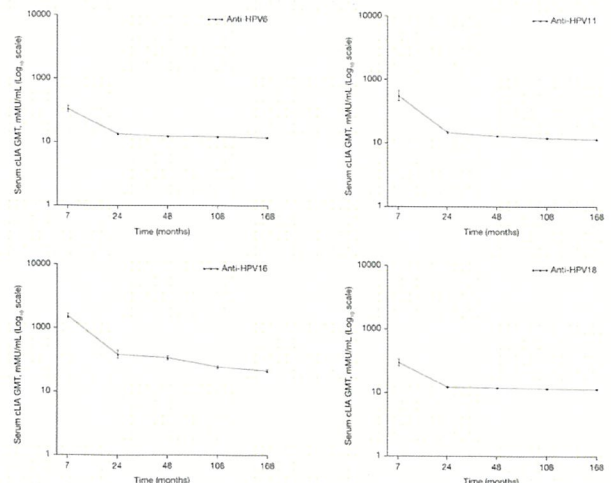 Anti-HPV6
Serum cLIA GMT, mMU/mL (Log10 scale)
10000
1000
10
1
7 24 48 108 168
Time (months)
Anti-HPV11
Serum cLIA GMT, mMU/mL (Log10 scale)
10000
1000
10
1
7 24 48 108 168
Time (months)
Anti-HPV16
Serum cLIA GMT, mMU/mL (Log10 scale)
10000
1000
10
1
7 24 48 108 168
Time (months)
Anti-HPV18
Serum cLIA GMT, mMU/mL (Log10 scale)
10000
1000
10
1
7 24 48 108 168
Time (months)